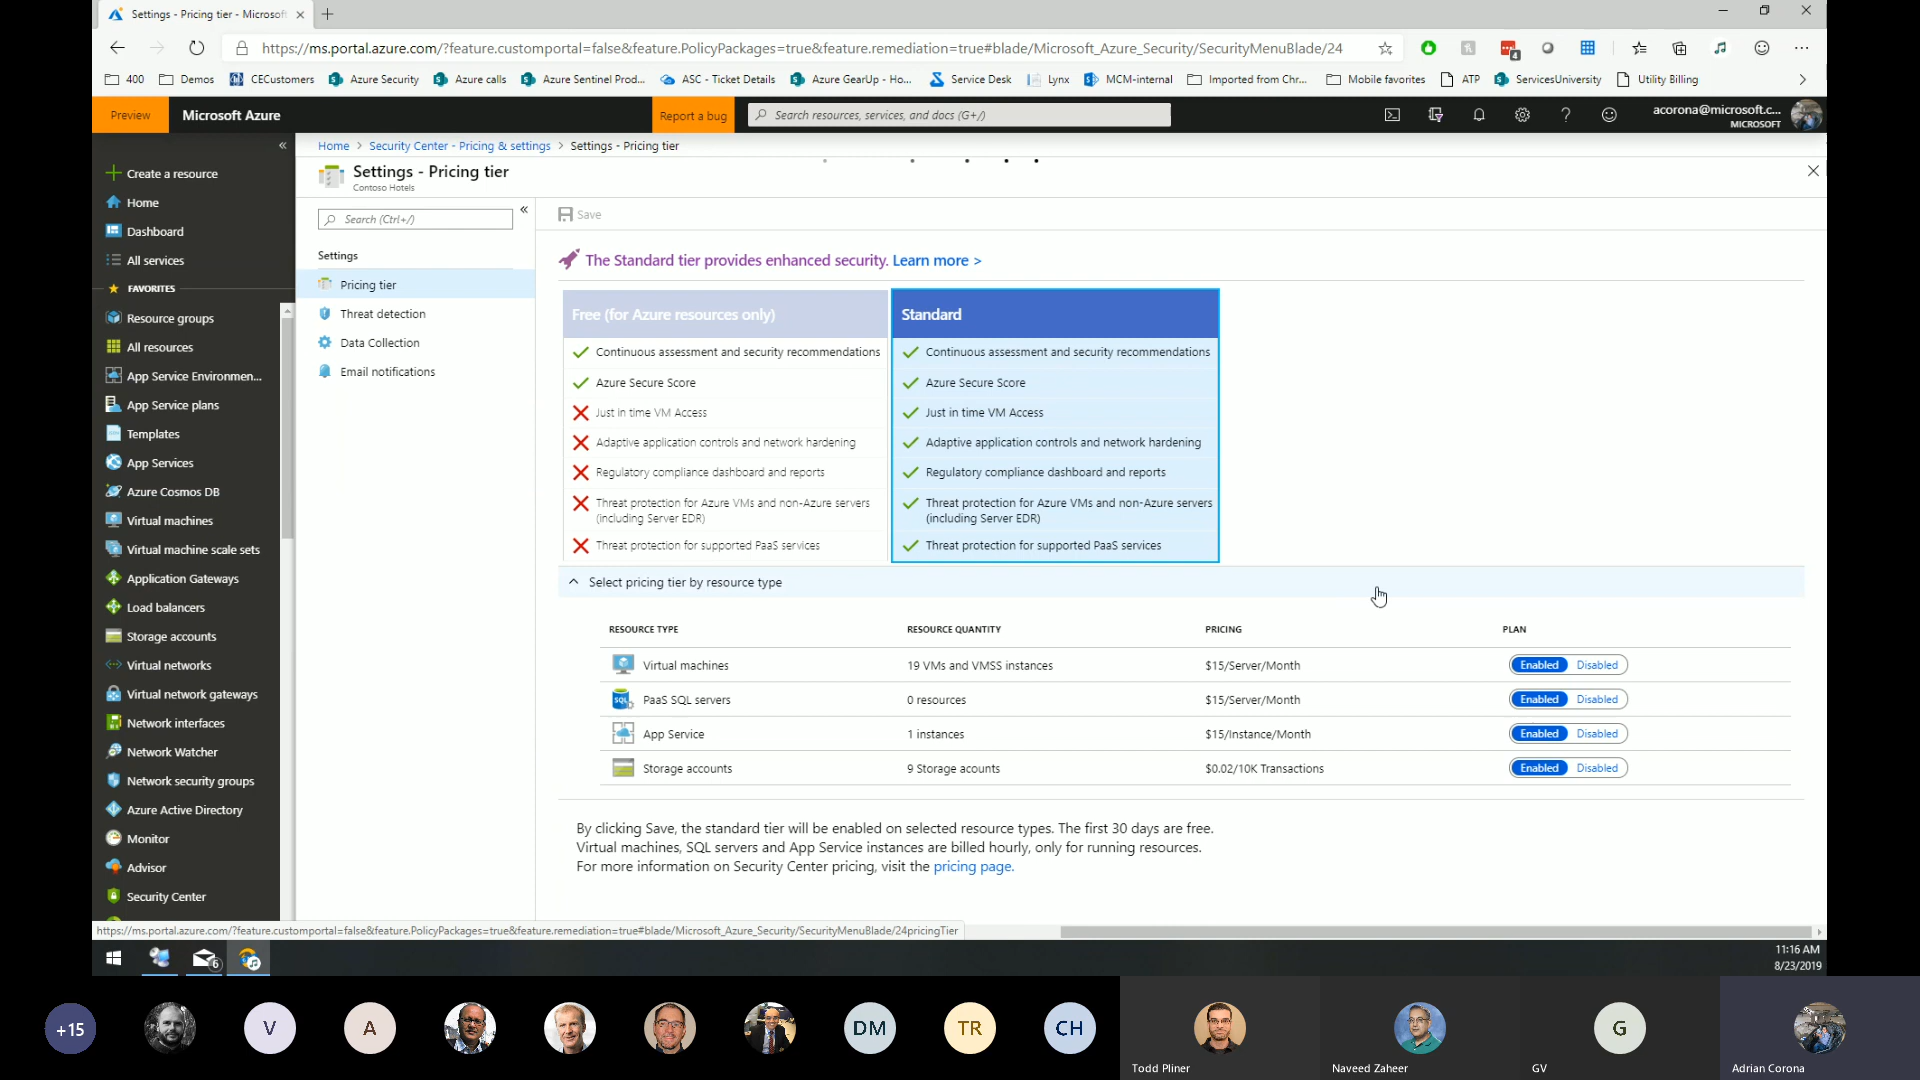 Settings - Pricing tier - Microsoft
https://ms.portal.azure.com/?feature.customportal=false&feature.PolicyPackages=true&feature.remediation=true#blade/Microsoft_Azure_Security/SecurityMenuBlade/24
4
400 Demos CECustomers Azure Security Azure calls Azure Sentinel Prod... ASC - Ticket Details Azure GearUp - Ho... Service Desk Lynx MCM-internal Imported from Chr... Mobile favorites ATP ServicesUniversity Utility Billing
Preview Microsoft Azure Report a bug Search resources, services, and docs (G+/) acorona@microsoft.c...
MICROSOFT
Home > Security Center - Pricing & settings > Settings - Pricing tier
Settings - Pricing tier
Contoso Hotels
Create a resource
Home
Dashboard
All services
FAVORITES
Resource groups
All resources
App Service Environmen...
App Service plans
Templates
App Services
Azure Cosmos DB
Virtual machines
Virtual machine scale sets
Application Gateways
Load balancers
Storage accounts
Virtual networks
Virtual network gateways
Network interfaces
Network Watcher
Network security groups
Azure Active Directory
Monitor
Advisor
Security Center
Search (Ctrl+/)
Settings
Pricing tier
Threat detection
Data Collection
Email notifications
Save
The Standard tier provides enhanced security. Learn more >
Free (for Azure resources only)
Continuous assessment and security recommendations
Azure Secure Score
Just in time VM Access
Adaptive application controls and network hardening
Regulatory compliance dashboard and reports
Threat protection for Azure VMs and non-Azure servers
(including Server EDR)
Threat protection for supported PaaS services
Standard
Continuous assessment and security recommendations
Azure Secure Score
Just in time VM Access
Adaptive application controls and network hardening
Regulatory compliance dashboard and reports
Threat protection for Azure VMs and non-Azure servers
(including Server EDR)
Threat protection for supported PaaS services
Select pricing tier by resource type
RESOURCE TYPE RESOURCE QUANTITY PRICING PLAN
Virtual machines 19 VMs and VMSS instances $15/Server/Month Enabled Disabled
SQL PaaS SQL servers 0 resources $15/Server/Month Enabled Disabled
App Service 1 instances $15/Instance/Month Enabled Disabled
Storage accounts 9 Storage acounts $0.02/10K Transactions Enabled Disabled
By clicking Save, the standard tier will be enabled on selected resource types. The first 30 days are free.
Virtual machines, SQL servers and App Service instances are billed hourly, only for running resources.
For more information on Security Center pricing, visit the pricing page.
https://ms.portal.azure.com/?feature.customportal=false&feature.PolicyPackages=true&feature.remediation=true#blade/Microsoft_Azure_Security/SecurityMenuBlade/24pricingTier
6
11:16 AM
8/23/2019
+15 V A DM TR CH G
Todd Pliner Naveed Zaheer GV Adrian Corona